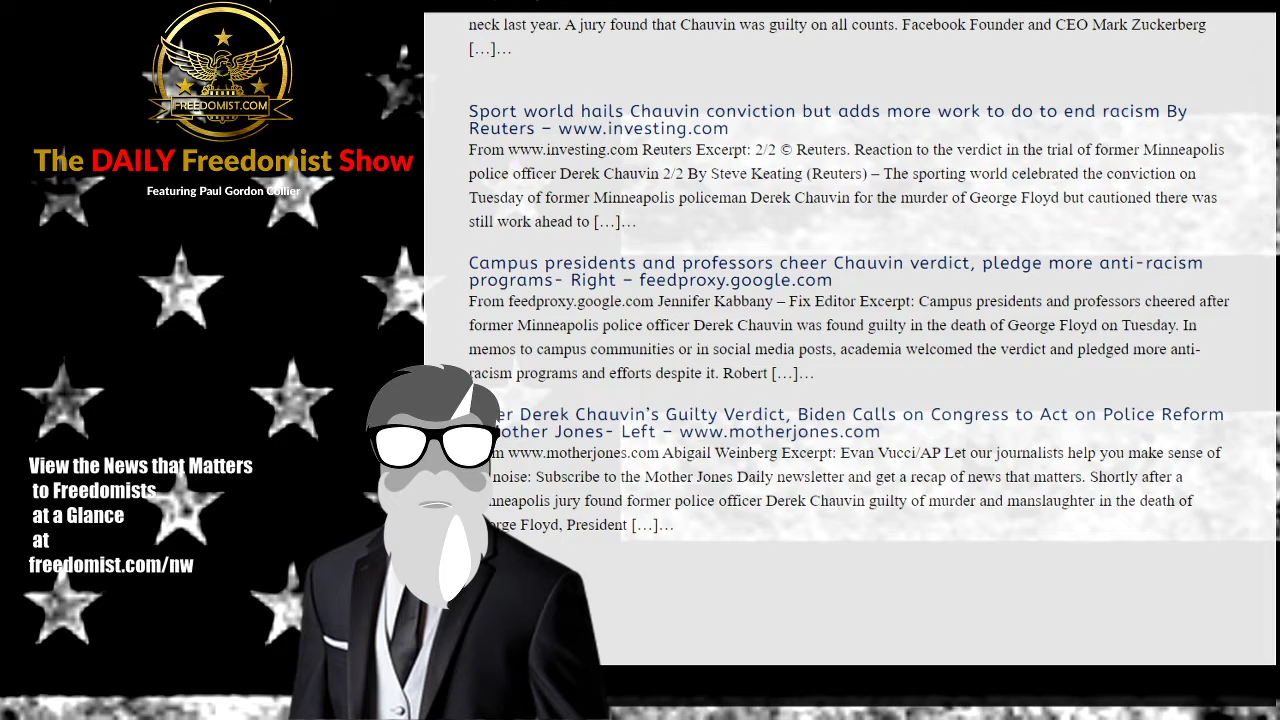 FREEDOMIST.COM
The DAILY Freedomist Show
Featuring Paul Gordon Collier
View the News that Matters
to Freedomists
at a Glance
at
freedomist.com/nw
neck last year. A jury found that Chauvin was guilty on all counts. Facebook Founder and CEO Mark Zuckerberg
[…]…
Sport world hails Chauvin conviction but adds more work to do to end racism By
Reuters – www.investing.com
From www.investing.com Reuters Excerpt: 2/2 © Reuters. Reaction to the verdict in the trial of former Minneapolis
police officer Derek Chauvin 2/2 By Steve Keating (Reuters) – The sporting world celebrated the conviction on
Tuesday of former Minneapolis policeman Derek Chauvin for the murder of George Floyd but cautioned there was
still work ahead to […]…
Campus presidents and professors cheer Chauvin verdict, pledge more anti-racism
programs- Right – feedproxy.google.com
From feedproxy.google.com Jennifer Kabbany – Fix Editor Excerpt: Campus presidents and professors cheered after
former Minneapolis police officer Derek Chauvin was found guilty in the death of George Floyd on Tuesday. In
memos to campus communities or in social media posts, academia welcomed the verdict and pledged more anti-
racism programs and efforts despite it. Robert […]…
er Derek Chauvin's Guilty Verdict, Biden Calls on Congress to Act on Police Reform
other Jones- Left – www.motherjones.com
m www.motherjones.com Abigail Weinberg Excerpt: Evan Vucci/AP Let our journalists help you make sense of
noise: Subscribe to the Mother Jones Daily newsletter and get a recap of news that matters. Shortly after a
nneapolis jury found former police officer Derek Chauvin guilty of murder and manslaughter in the death of
orge Floyd, President […]…